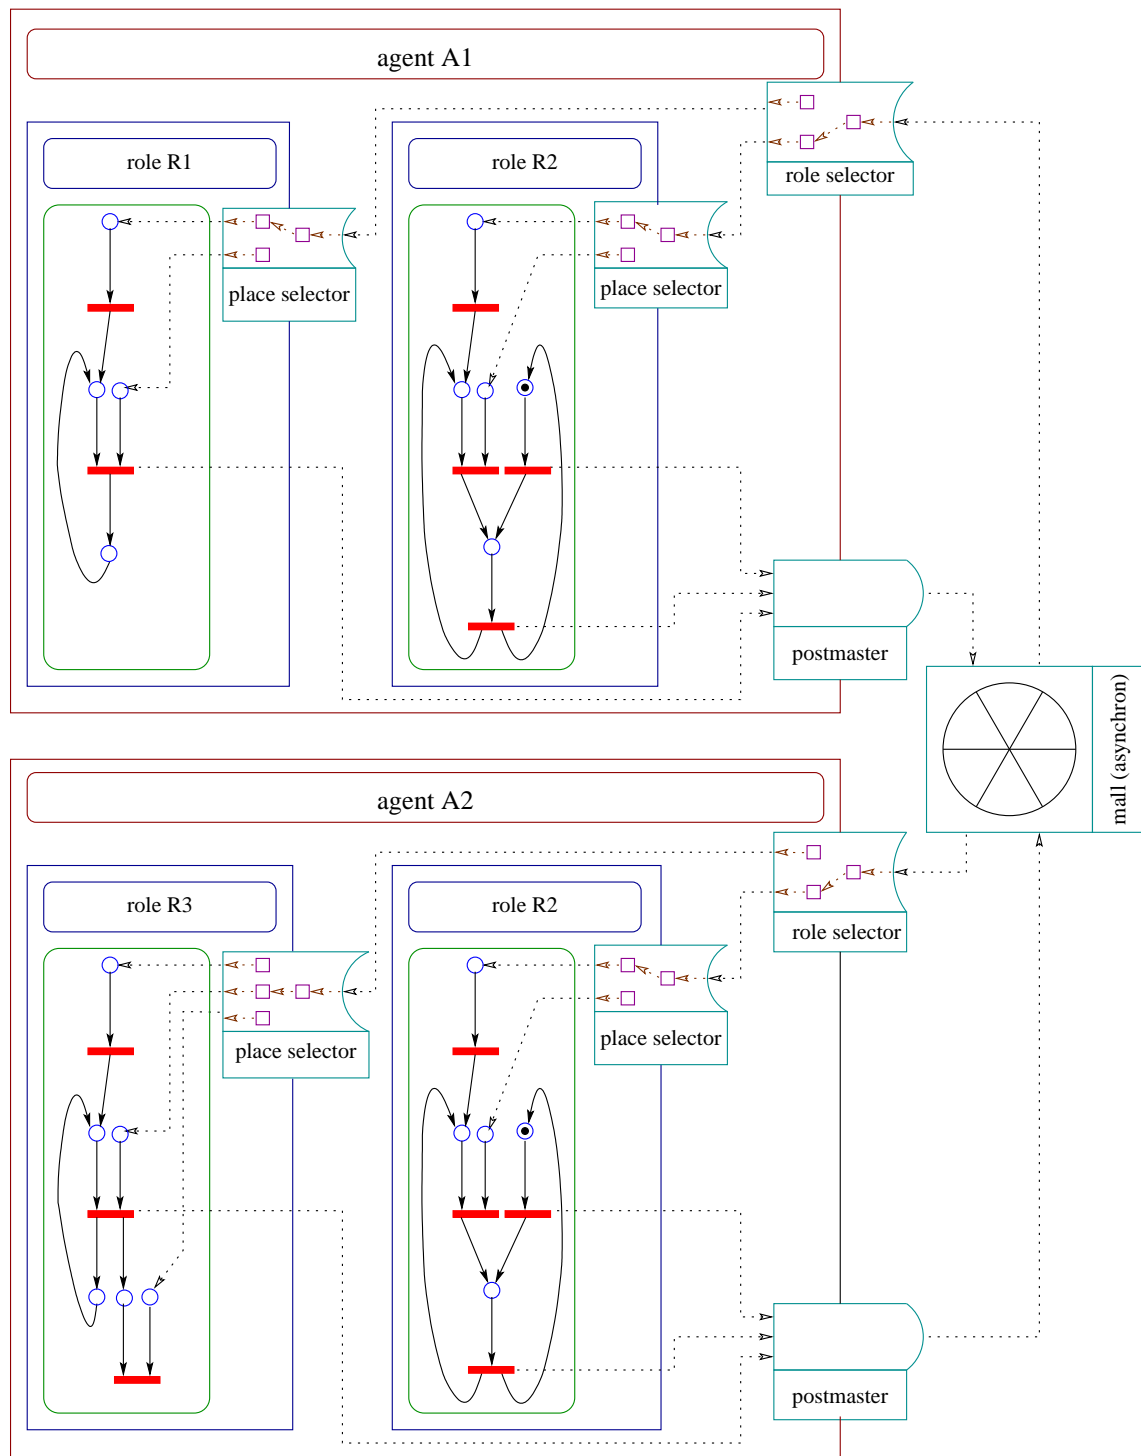 agent A1
role R1
role R2
role selector
place selector
place selector
postmaster
mall (asynchron)
agent A2
role R3
role R2
role selector
place selector
place selector
postmaster